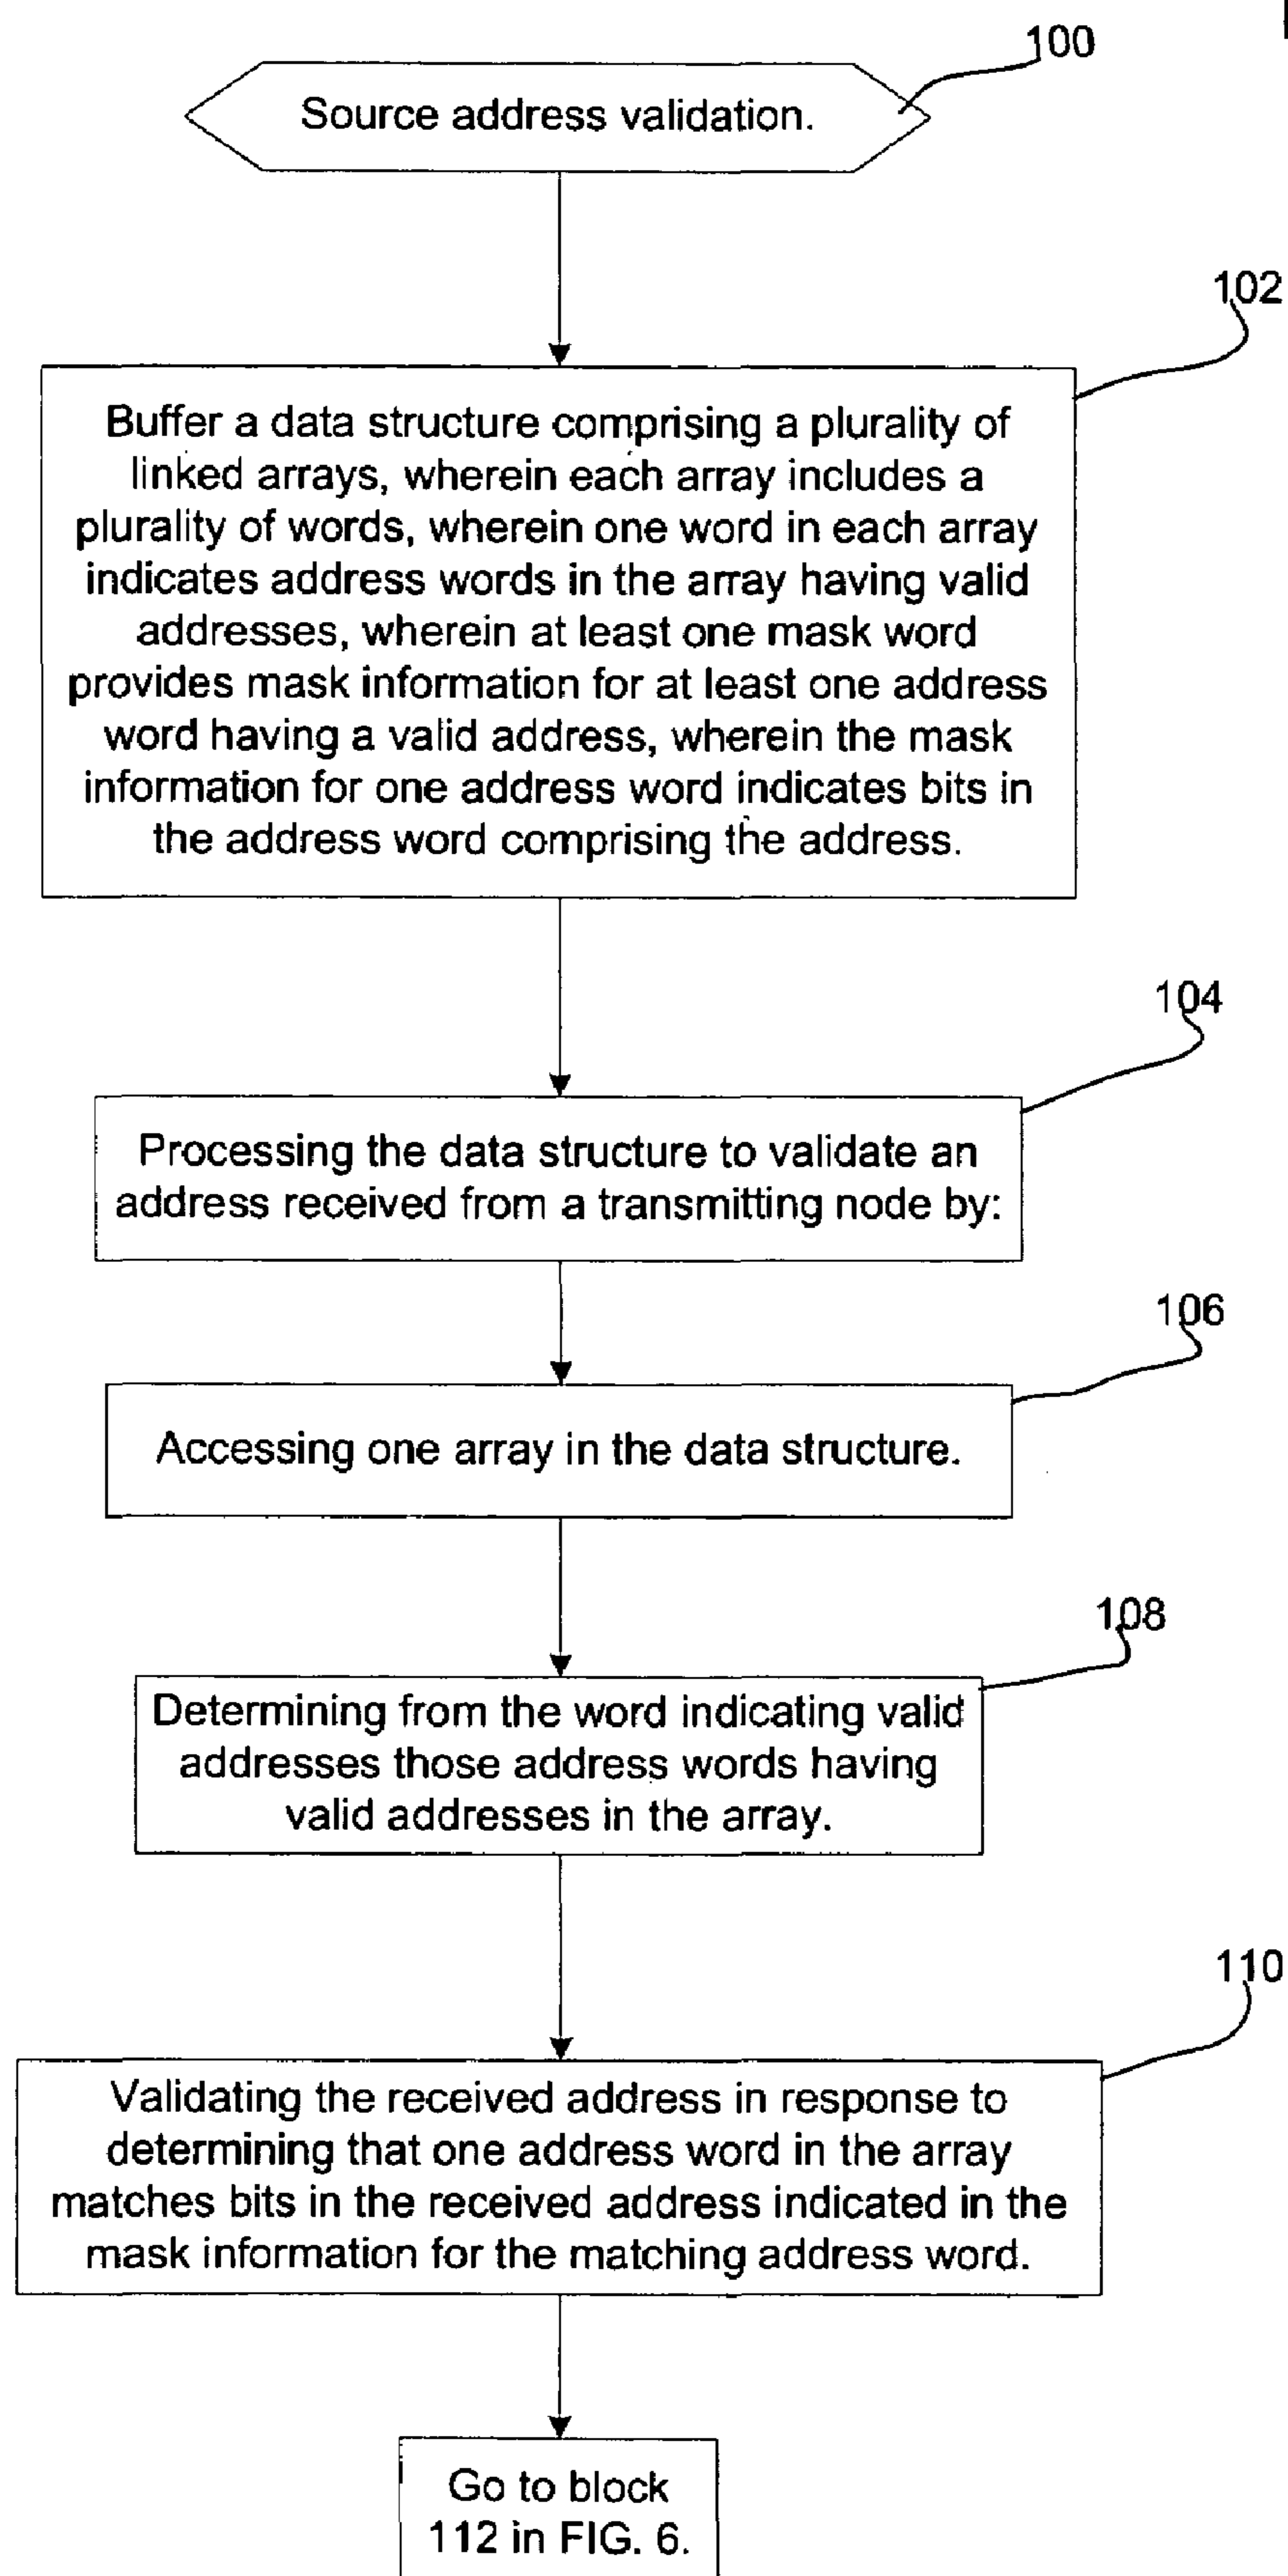 100
Source address validation.
102
Buffer a data structure comprising a plurality of
linked arrays, wherein each array includes a
plurality of words, wherein one word in each array
indicates address words in the array having valid
addresses, wherein at least one mask word
provides mask information for at least one address
word having a valid address, wherein the mask
information for one address word indicates bits in
the address word comprising the address.
104
Processing the data structure to validate an
address received from a transmitting node by:
106
Accessing one array in the data structure.
108
Determining from the word indicating valid
addresses those address words having
valid addresses in the array.
110
Validating the received address in response to
determining that one address word in the array
matches bits in the received address indicated in the
mask information for the matching address word.
Go to block
112 in FIG. 6.